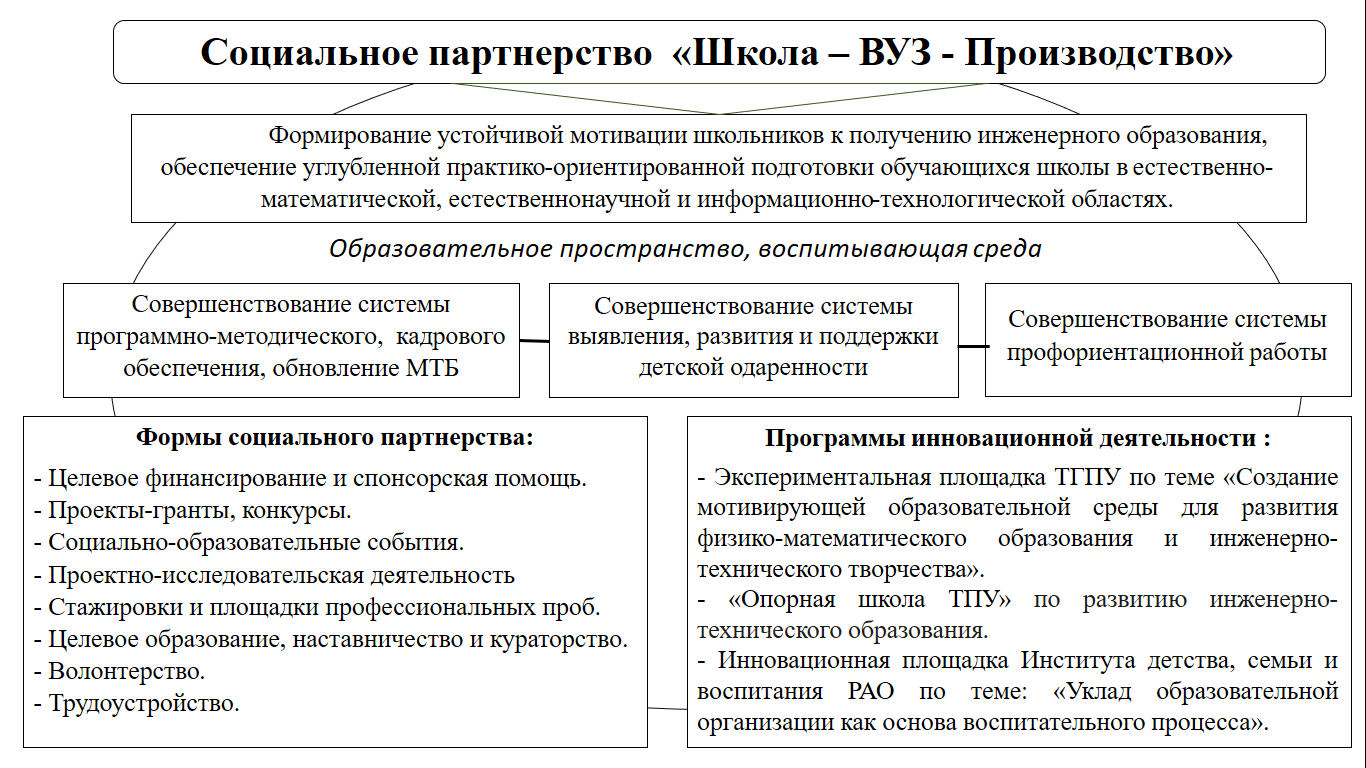 Социальное партнерство «Школа – ВУЗ - Производство»
Формирование устойчивой мотивации школьников к получению инженерного образования,
обеспечение углубленной практико-ориентированной подготовки обучающихся школы в естественно-
математической, естественнонаучной и информационно-технологической областях.
Образовательное пространство, воспитывающая среда
Совершенствование системы
программно-методического, кадрового
обеспечения, обновление МТБ
Совершенствование системы
выявления, развития и поддержки
детской одаренности
Совершенствование системы
профориентационной работы
Формы социального партнерства:
- Целевое финансирование и спонсорская помощь.
- Проекты-гранты, конкурсы.
- Социально-образовательные события.
- Проектно-исследовательская деятельность
- Стажировки и площадки профессиональных проб.
- Целевое образование, наставничество и кураторство.
- Волонтерство.
- Трудоустройство.
Программы инновационной деятельности :
- Экспериментальная площадка ТГПУ по теме «Создание
мотивирующей образовательной среды для развития
физико-математического образования и инженерно-
технического творчества».
- «Опорная школа ТПУ» по развитию инженерно-
технического образования.
- Инновационная площадка Института детства, семьи и
воспитания РАО по теме: «Уклад образовательной
организации как основа воспитательного процесса».